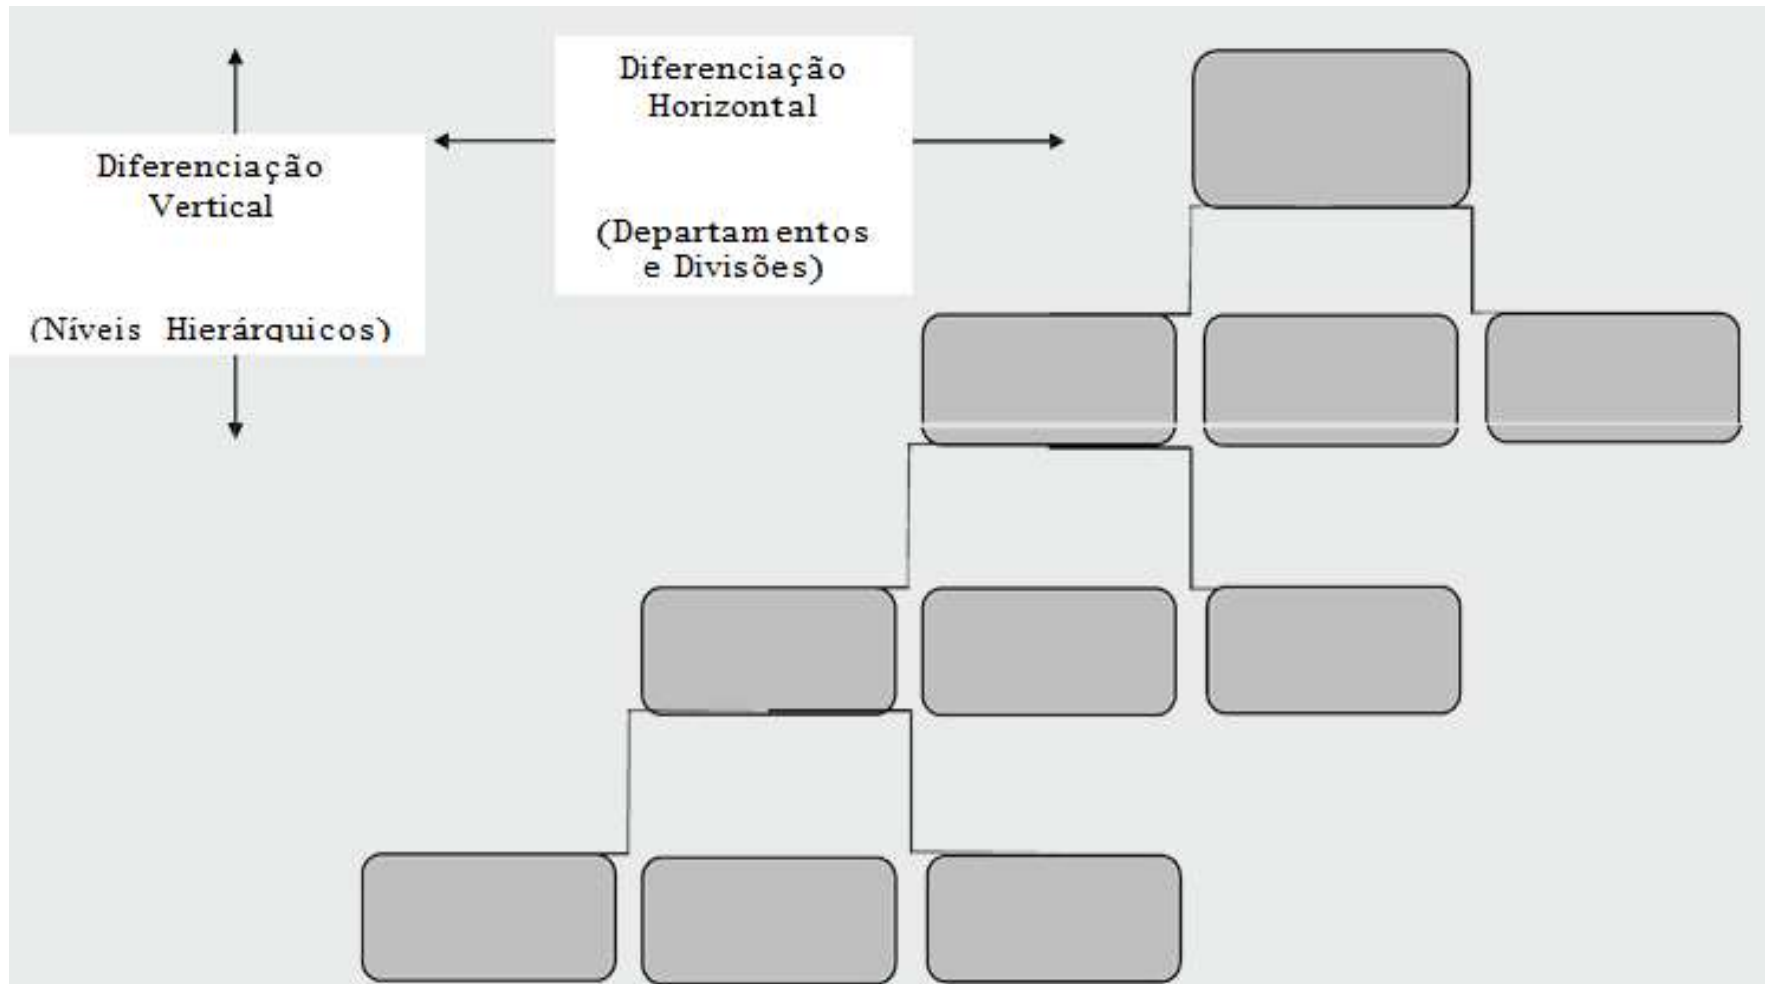 Diferenciação
Vertical
(Níveis Hierárquicos)
Diferenciação
Horizontal
(Departamentos
e Divisões)